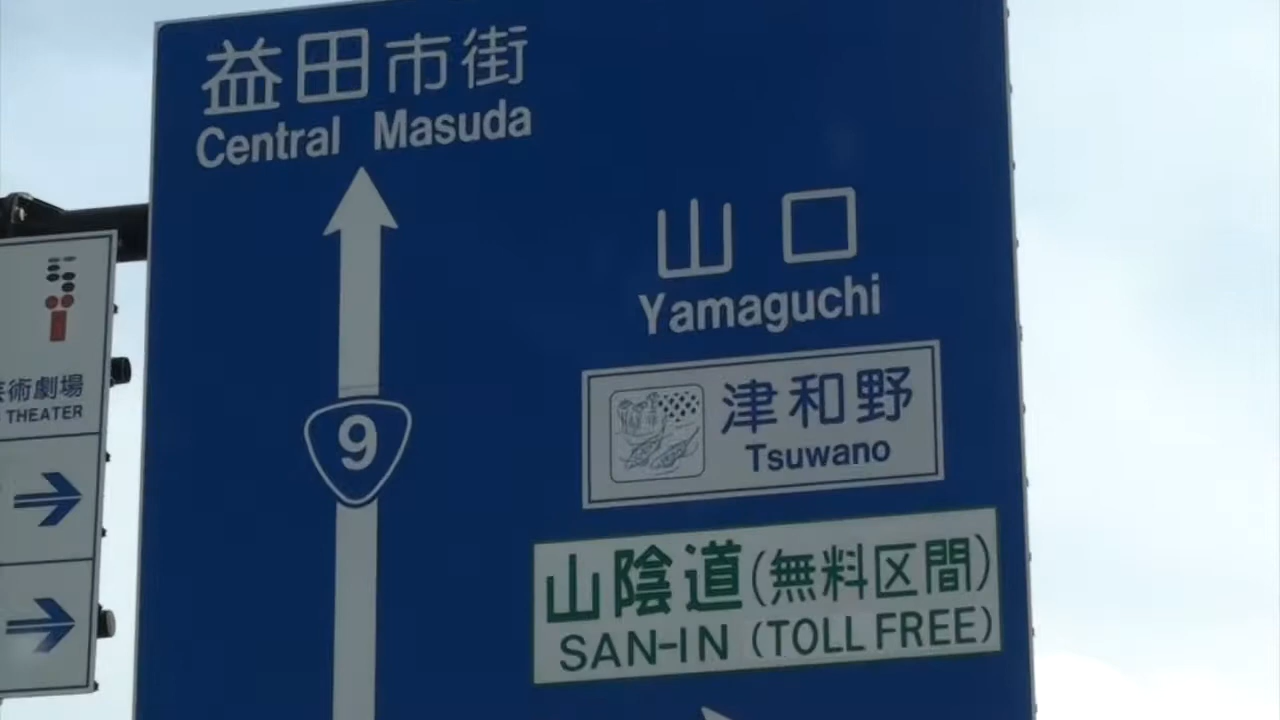 益田市街
Central Masuda
山口
Yamaguchi
9
津和野
Tsuwano
山陰道(無料区間)
SAN-IN (TOLL FREE)
術劇場
THEATER